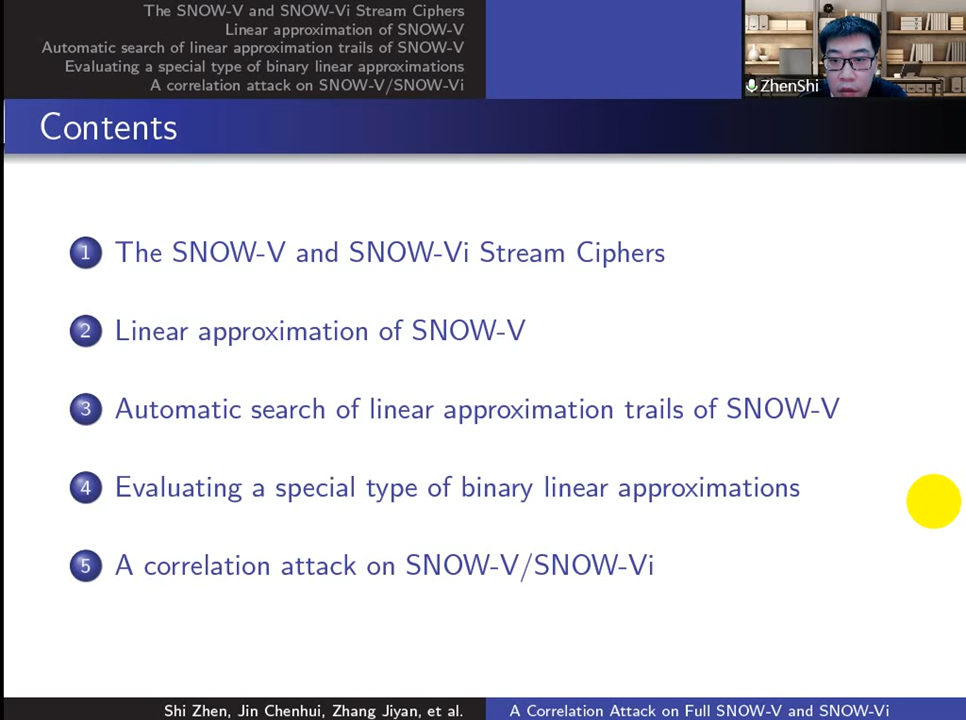 The SNOW-V and SNOW-Vi Stream Ciphers
Linear approximation of SNOW-V
Automatic search of linear approximation trails of SNOW-V
Evaluating a special type of binary linear approximations
A correlation attack on SNOW-V/SNOW-Vi
ZhenShi
Contents
1 The SNOW-V and SNOW-Vi Stream Ciphers
2 Linear approximation of SNOW-V
3 Automatic search of linear approximation trails of SNOW-V
4 Evaluating a special type of binary linear approximations
5 A correlation attack on SNOW-V/SNOW-Vi
Shi Zhen, Jin Chenhui, Zhang Jiyan, et al.
A Correlation Attack on Full SNOW-V and SNOW-Vi